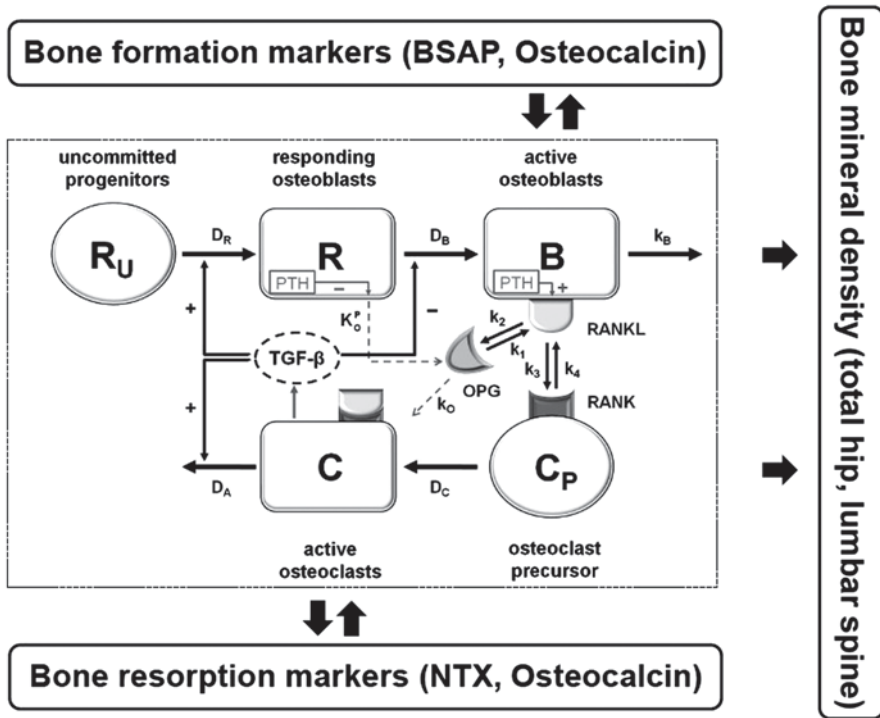 Bone formation markers (BSAP, Osteocalcin)
uncommitted
progenitors
responding
osteoblasts
active
osteoblasts
R_U
D_R
R
D_B
B
k_B
PTH
−
PTH
+
+
K_O^P
−
k_2
RANKL
TGF-β
k_1
OPG
k_3
k_4
+
k_O
RANK
C
C_P
D_A
D_C
active
osteoclasts
osteoclast
precursor
Bone resorption markers (NTX, Osteocalcin)
Bone mineral density (total hip, lumbar spine)